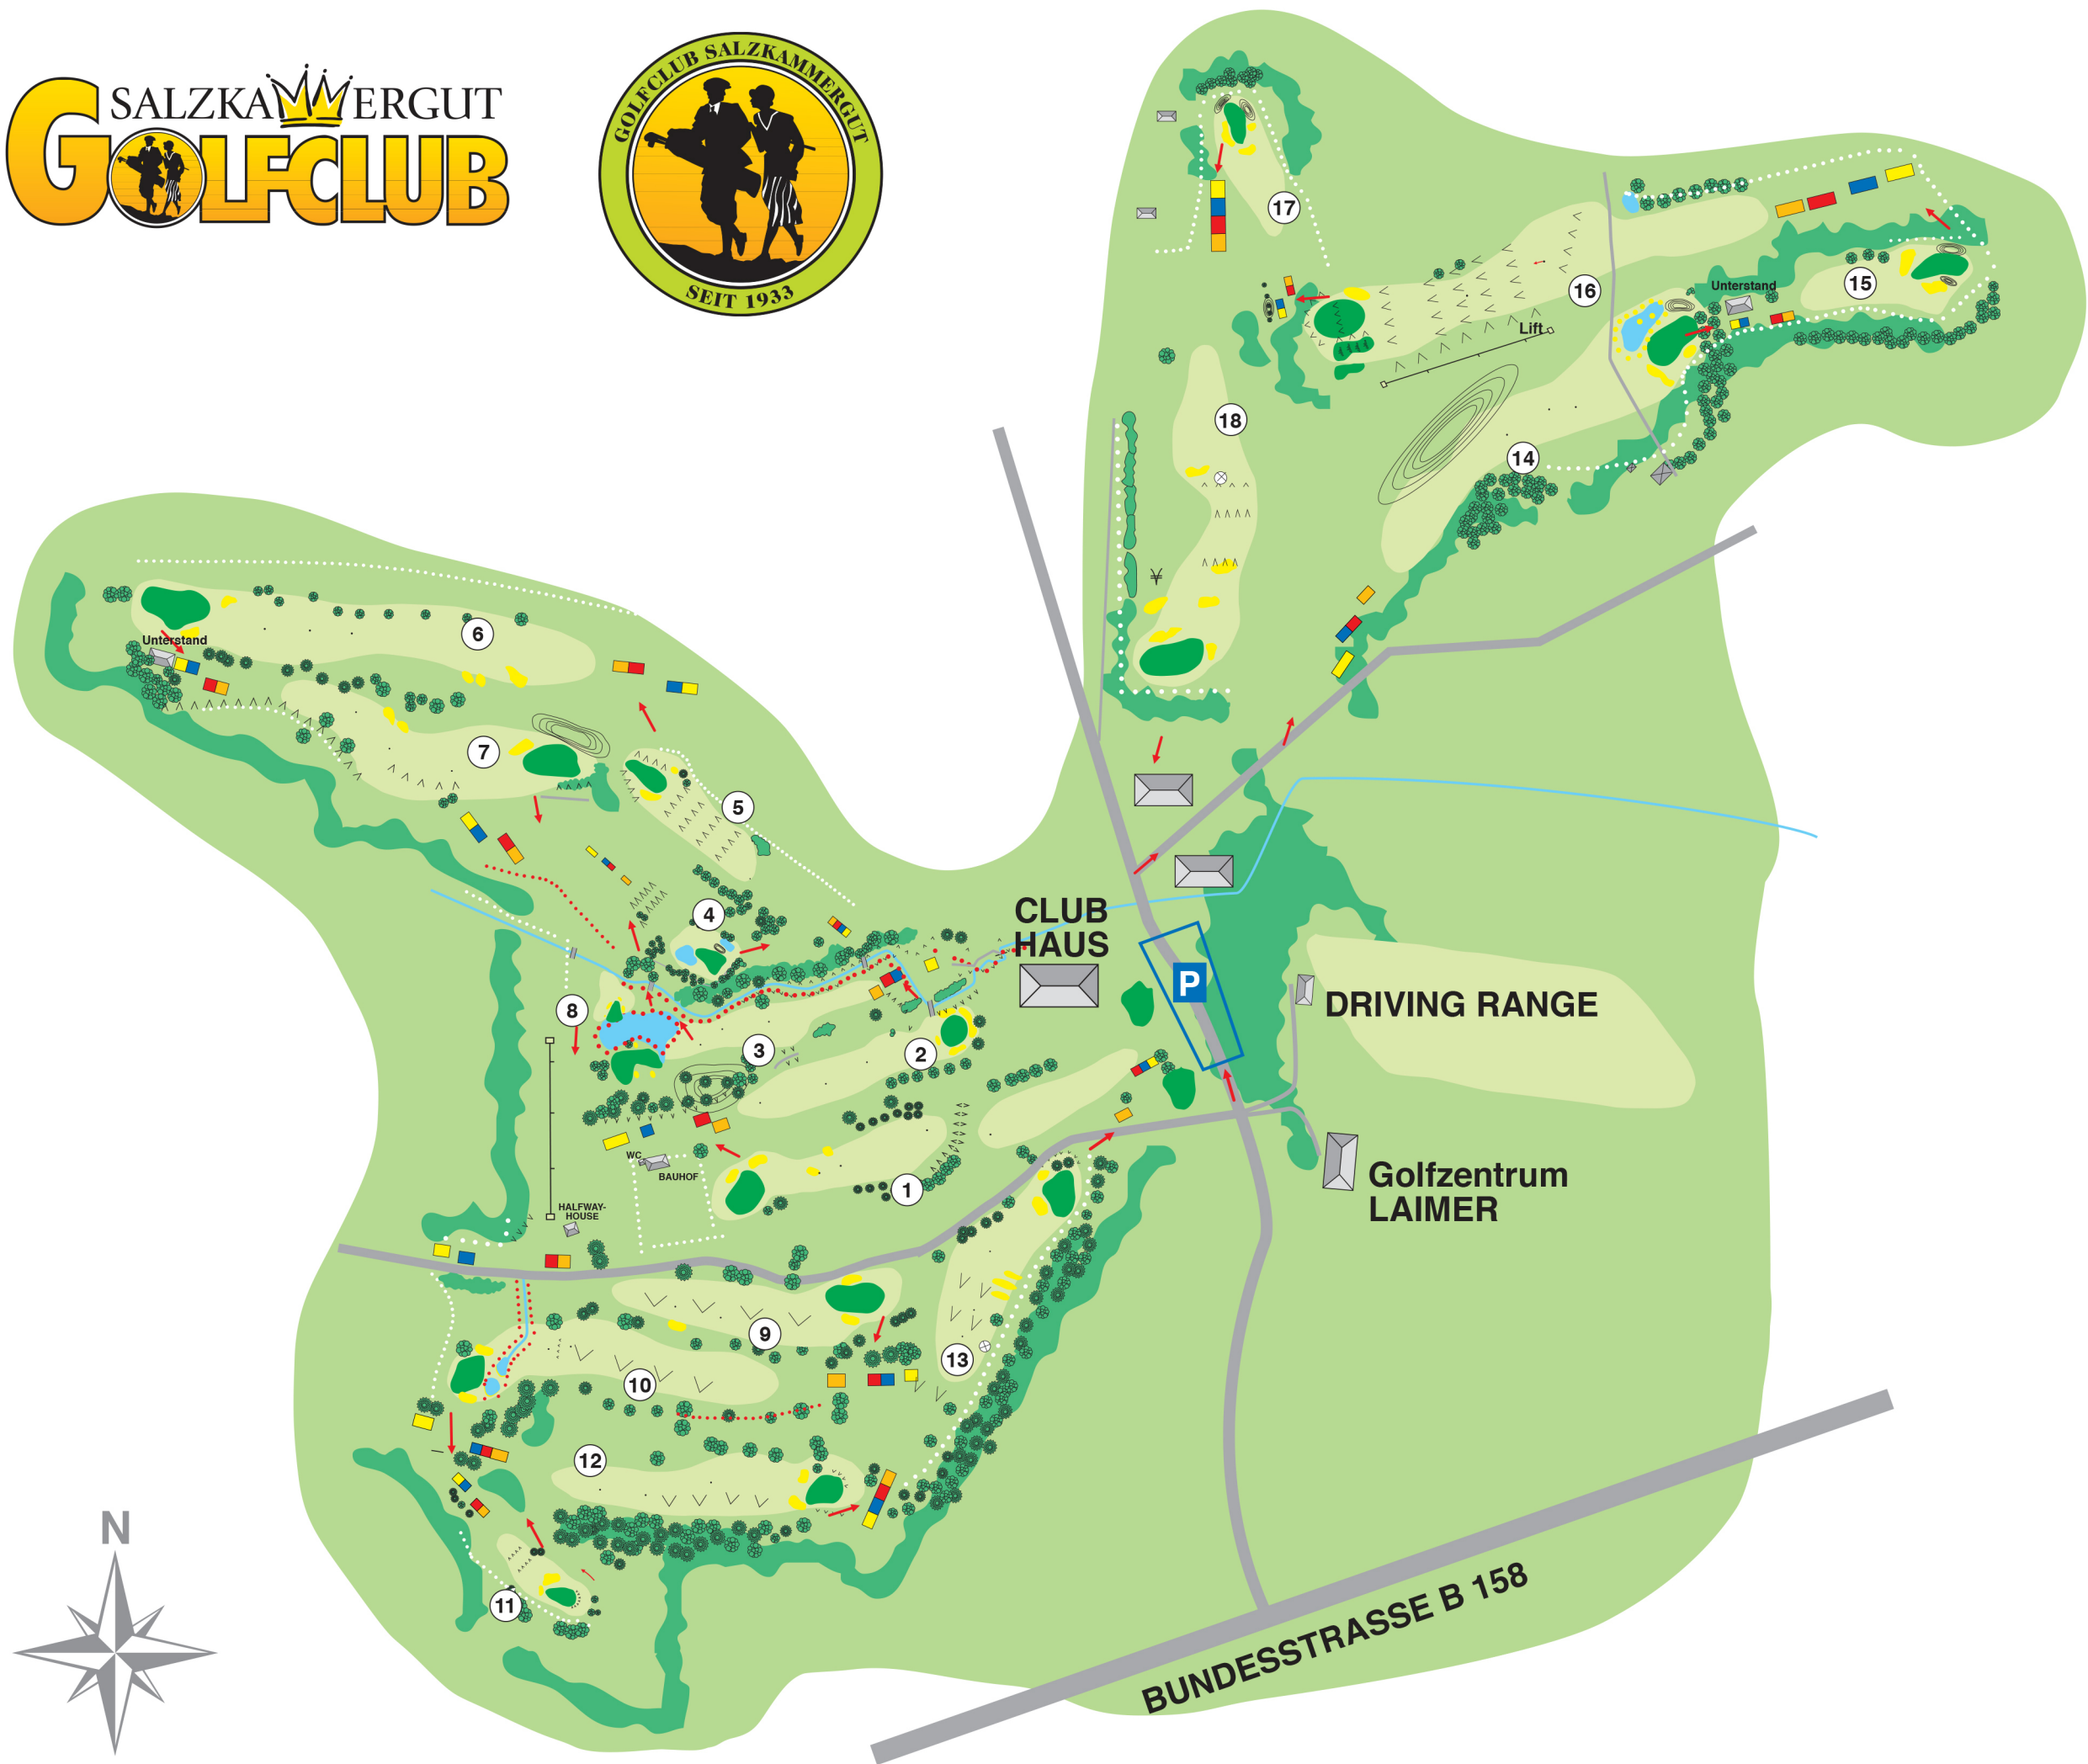 SALZKAMMERGUT
GOLFCLUB
GOLFCLUB SALZKAMMERGUT
SEIT 1933
17
16
15
Unterstand
Lift
18
14
6
Unterstand
7
5
4
CLUB
HAUS
P
DRIVING RANGE
8
3
2
WC
BAUHOF
1
Golfzentrum
LAIMER
HALFWAY-
HOUSE
9
13
10
12
11
N
BUNDESSTRASSE B 158